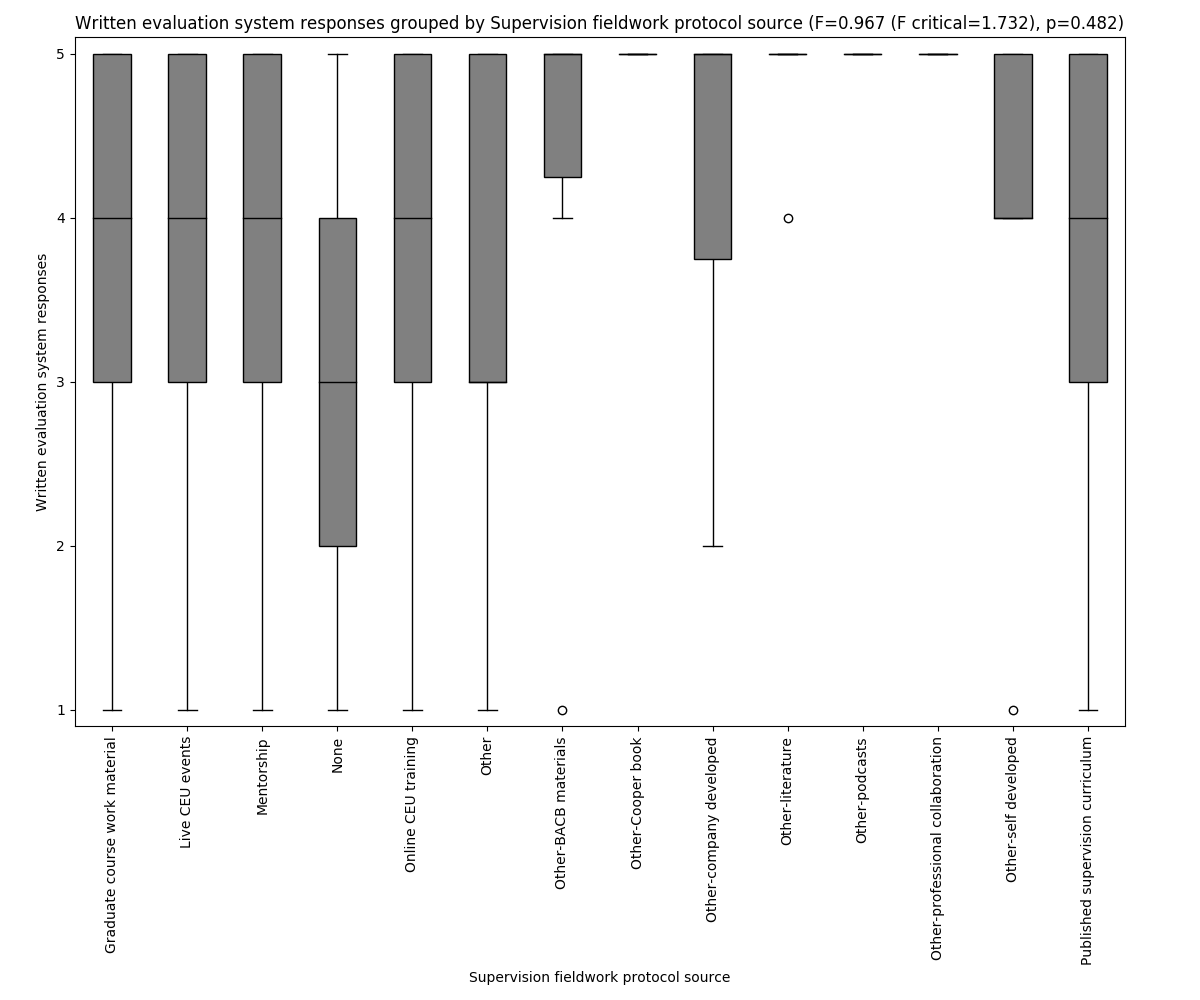 Written evaluation system responses grouped by Supervision fieldwork protocol source (F=0.967 (F critical=1.732), p=0.482)
Written evaluation system responses
5
4
3
2
1
Graduate course work material
Live CEU events
Mentorship
None
Online CEU training
Other
Other-BACB materials
Other-Cooper book
Other-company developed
Other-literature
Other-podcasts
Other-professional collaboration
Other-self developed
Published supervision curriculum
Supervision fieldwork protocol source